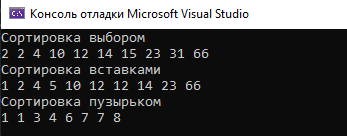 Консоль отладки Microsoft Visual Studio
Сортировка выбором
2 2 4 10 12 14 15 23 31 66
Сортировка вставками
1 2 4 5 10 12 12 14 23 66
Сортировка пузырьком
1 1 3 4 6 7 7 8